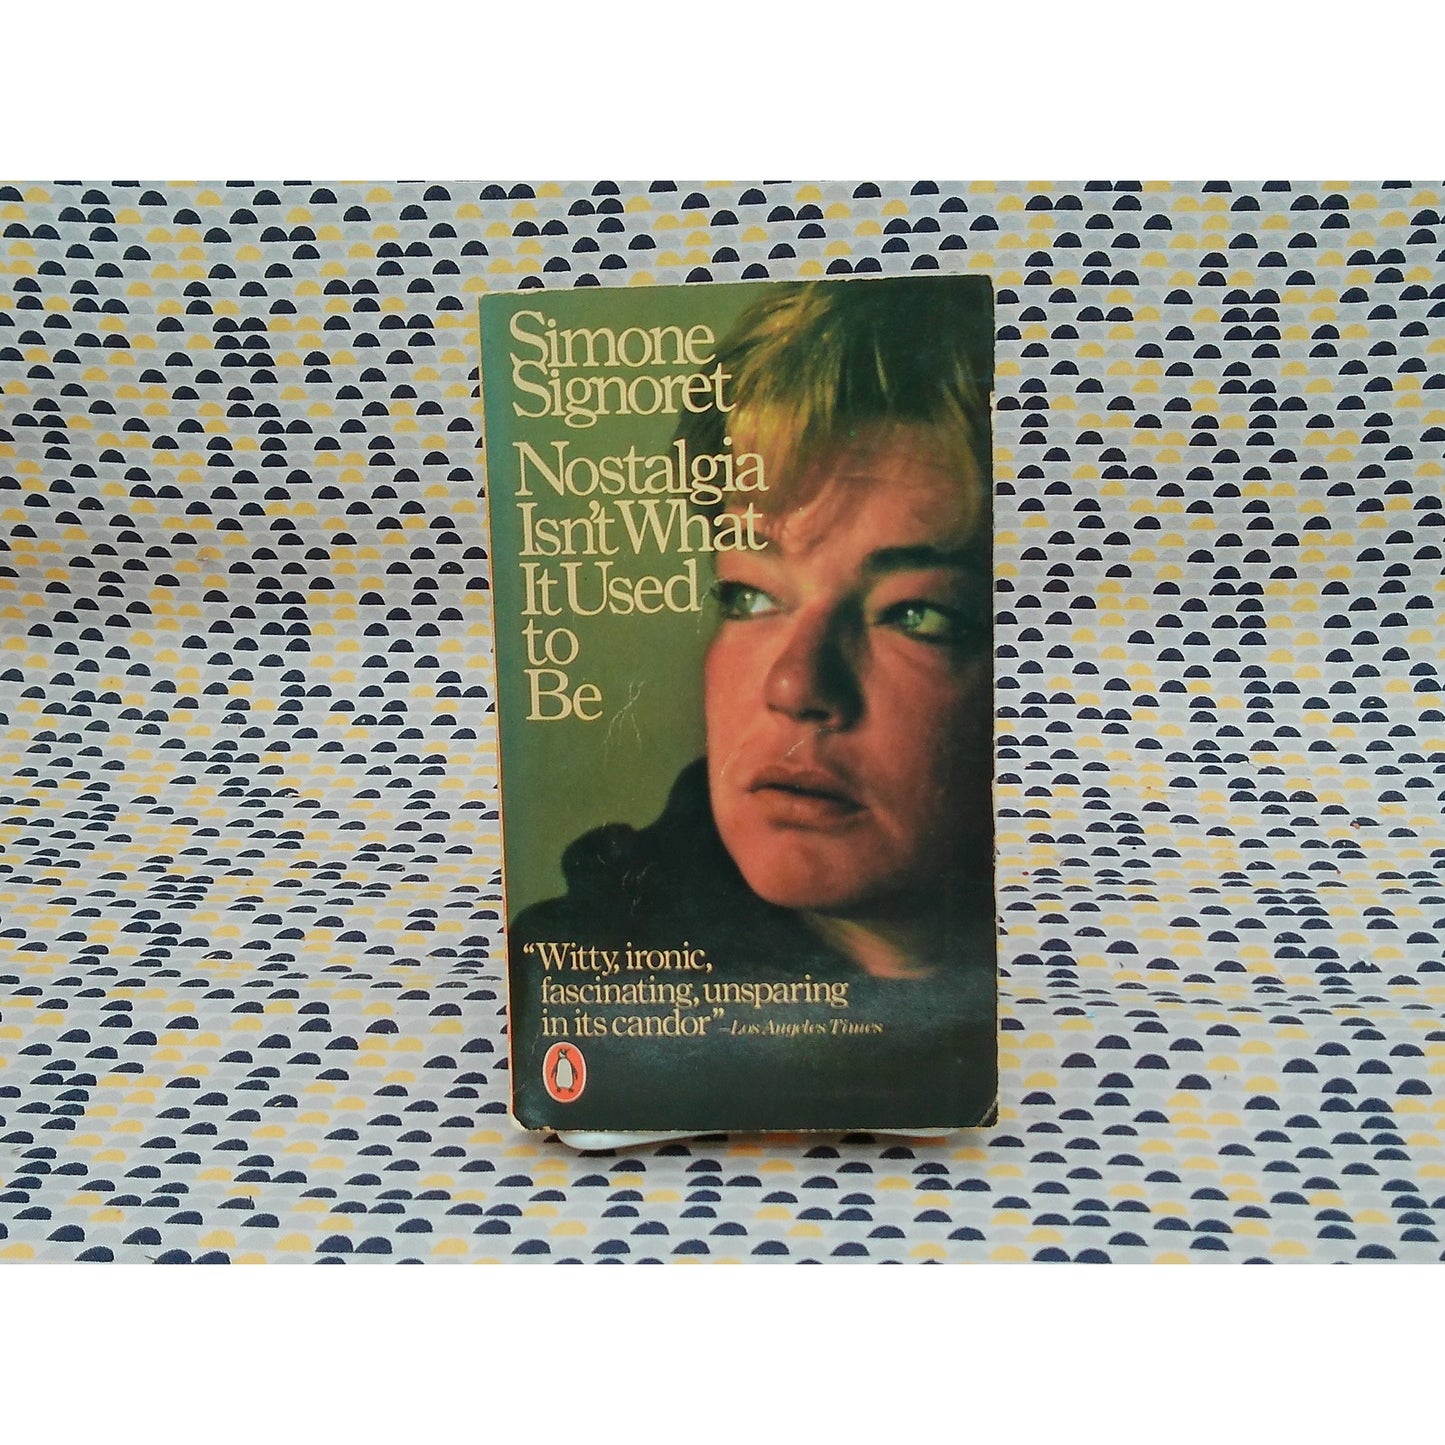 Simone
Signoret
Nostalgia
Isn't What
It Used
to
Be
“Witty, ironic,
fascinating, unsparing
in its candor” –Los Angeles Times